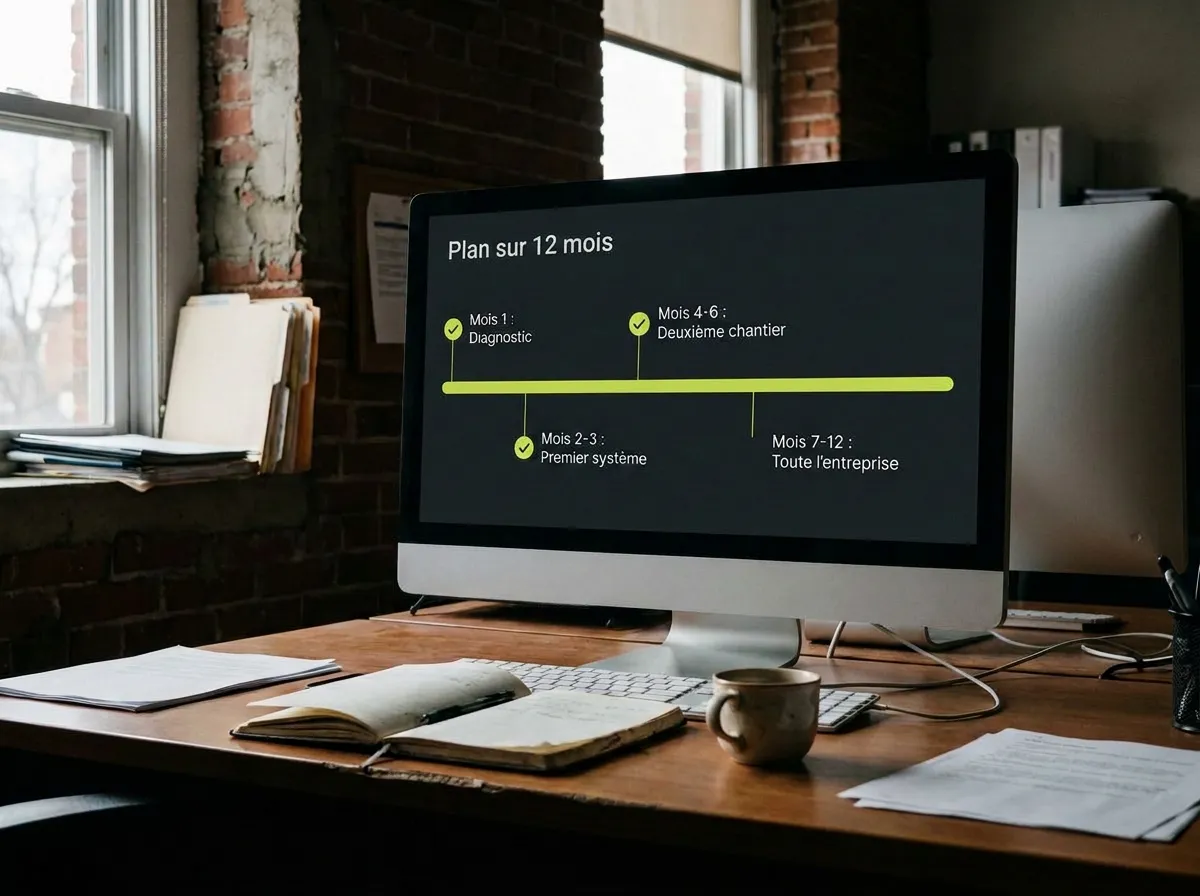 Plan sur 12 mois
Mois 1 :
Diagnostic
Mois 4-6 :
Deuxième chantier
Mois 2-3 :
Premier système
Mois 7-12 :
Toute l'entreprise